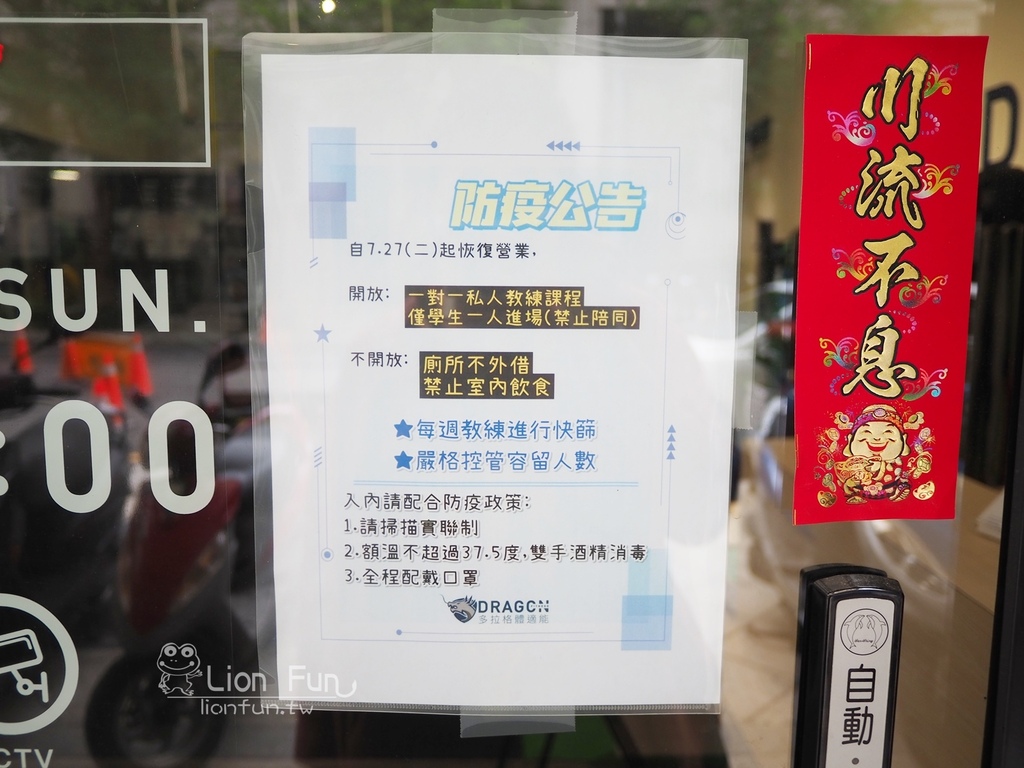 SUN.
:00
CCTV
防疫公告
自7.27(二)起恢復營業,
開放: 一對一私人教練課程
僅學生一人進場(禁止陪同)
不開放: 廁所不外借
禁止室內飲食
★每週教練進行快篩
★嚴格控管容留人數
入內請配合防疫政策:
1.請掃描實聯制
2.額溫不超過37.5度,雙手酒精消毒
3.全程配戴口罩
DRAGON
多拉格體適能
川流不息
自動
Lion Fun
lionfun.tw